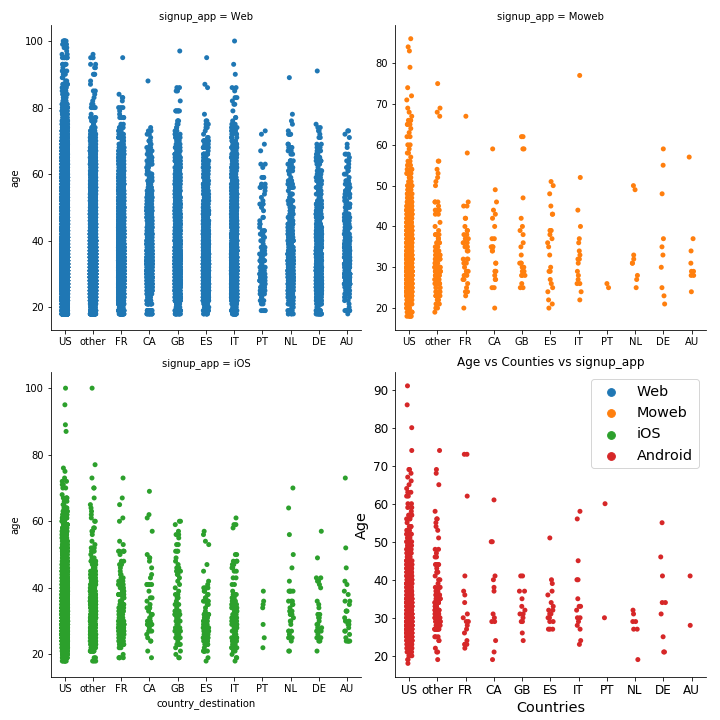 signup_app = Web
100
80
60
40
20
age
US other FR CA GB ES IT PT NL DE AU
signup_app = Moweb
80
70
60
50
40
30
20
US other FR CA GB ES IT PT NL DE AU
signup_app = iOS
100
80
60
40
20
age
US other FR CA GB ES IT PT NL DE AU
country_destination
Age vs Counties vs signup_app
90
80
70
60
50
40
30
20
Age
Web
Moweb
iOS
Android
US other FR CA GB ES IT PT NL DE AU
Countries